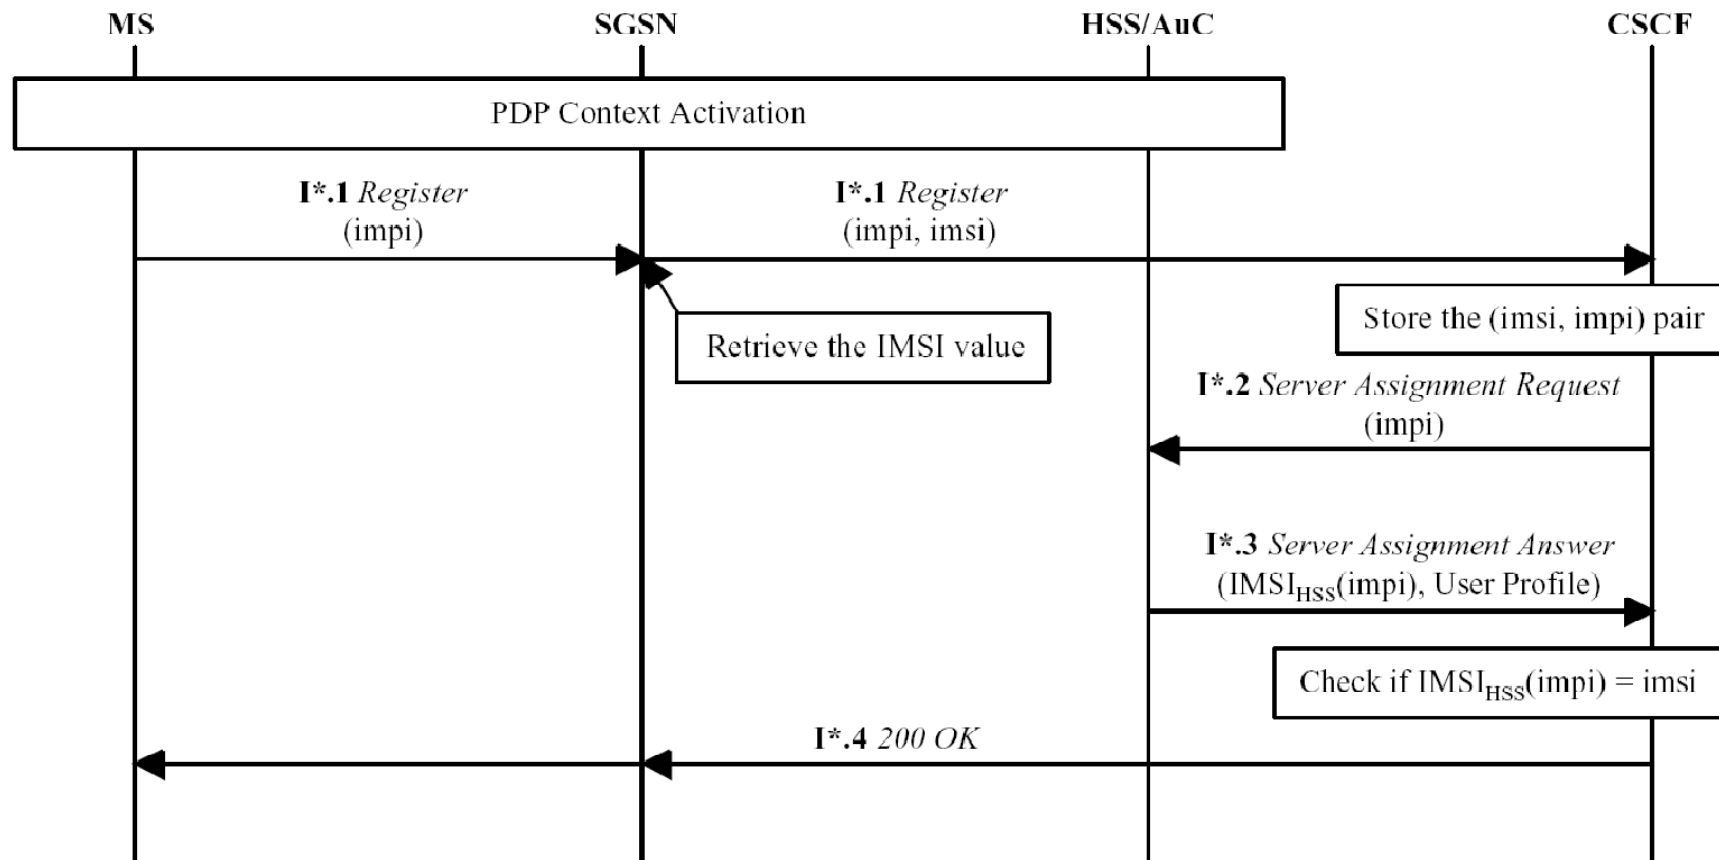 MS SGSN HSS/AuC CSCF
PDP Context Activation
I*.1 Register
(impi)
I*.1 Register
(impi, imsi)
Retrieve the IMSI value
Store the (imsi, impi) pair
I*.2 Server Assignment Request
(impi)
I*.3 Server Assignment Answer
(IMSIHSS(impi), User Profile)
Check if IMSIHSS(impi) = imsi
I*.4 200 OK